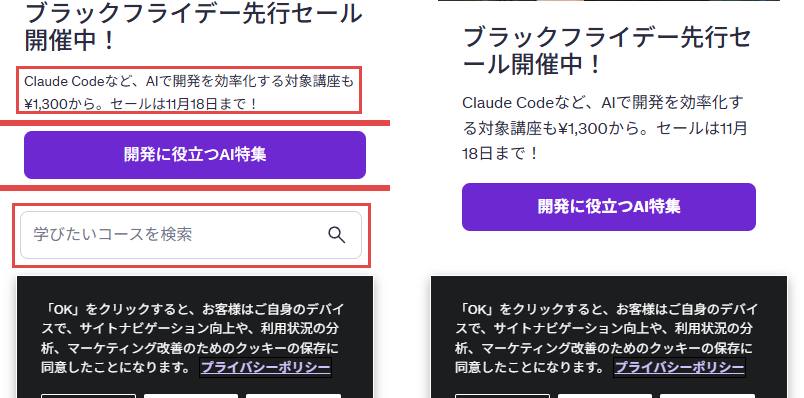 ブラックフライデー先行セール
開催中！
Claude Codeなど、AIで開発を効率化する対象講座も
¥1,300から。セールは11月18日まで！
開発に役立つAI特集
学びたいコースを検索
「OK」をクリックすると、お客様はご自身のデバイ
スで、サイトナビゲーション向上や、利用状況の分
析、マーケティング改善のためのクッキーの保存に
同意したことになります。 プライバシーポリシー
ブラックフライデー先行セ
ール開催中！
Claude Codeなど、AIで開発を効率化す
る対象講座も¥1,300から。セールは11月
18日まで！
開発に役立つAI特集
「OK」をクリックすると、お客様はご自身のデバイ
スで、サイトナビゲーション向上や、利用状況の分
析、マーケティング改善のためのクッキーの保存に
同意したことになります。 プライバシーポリシー